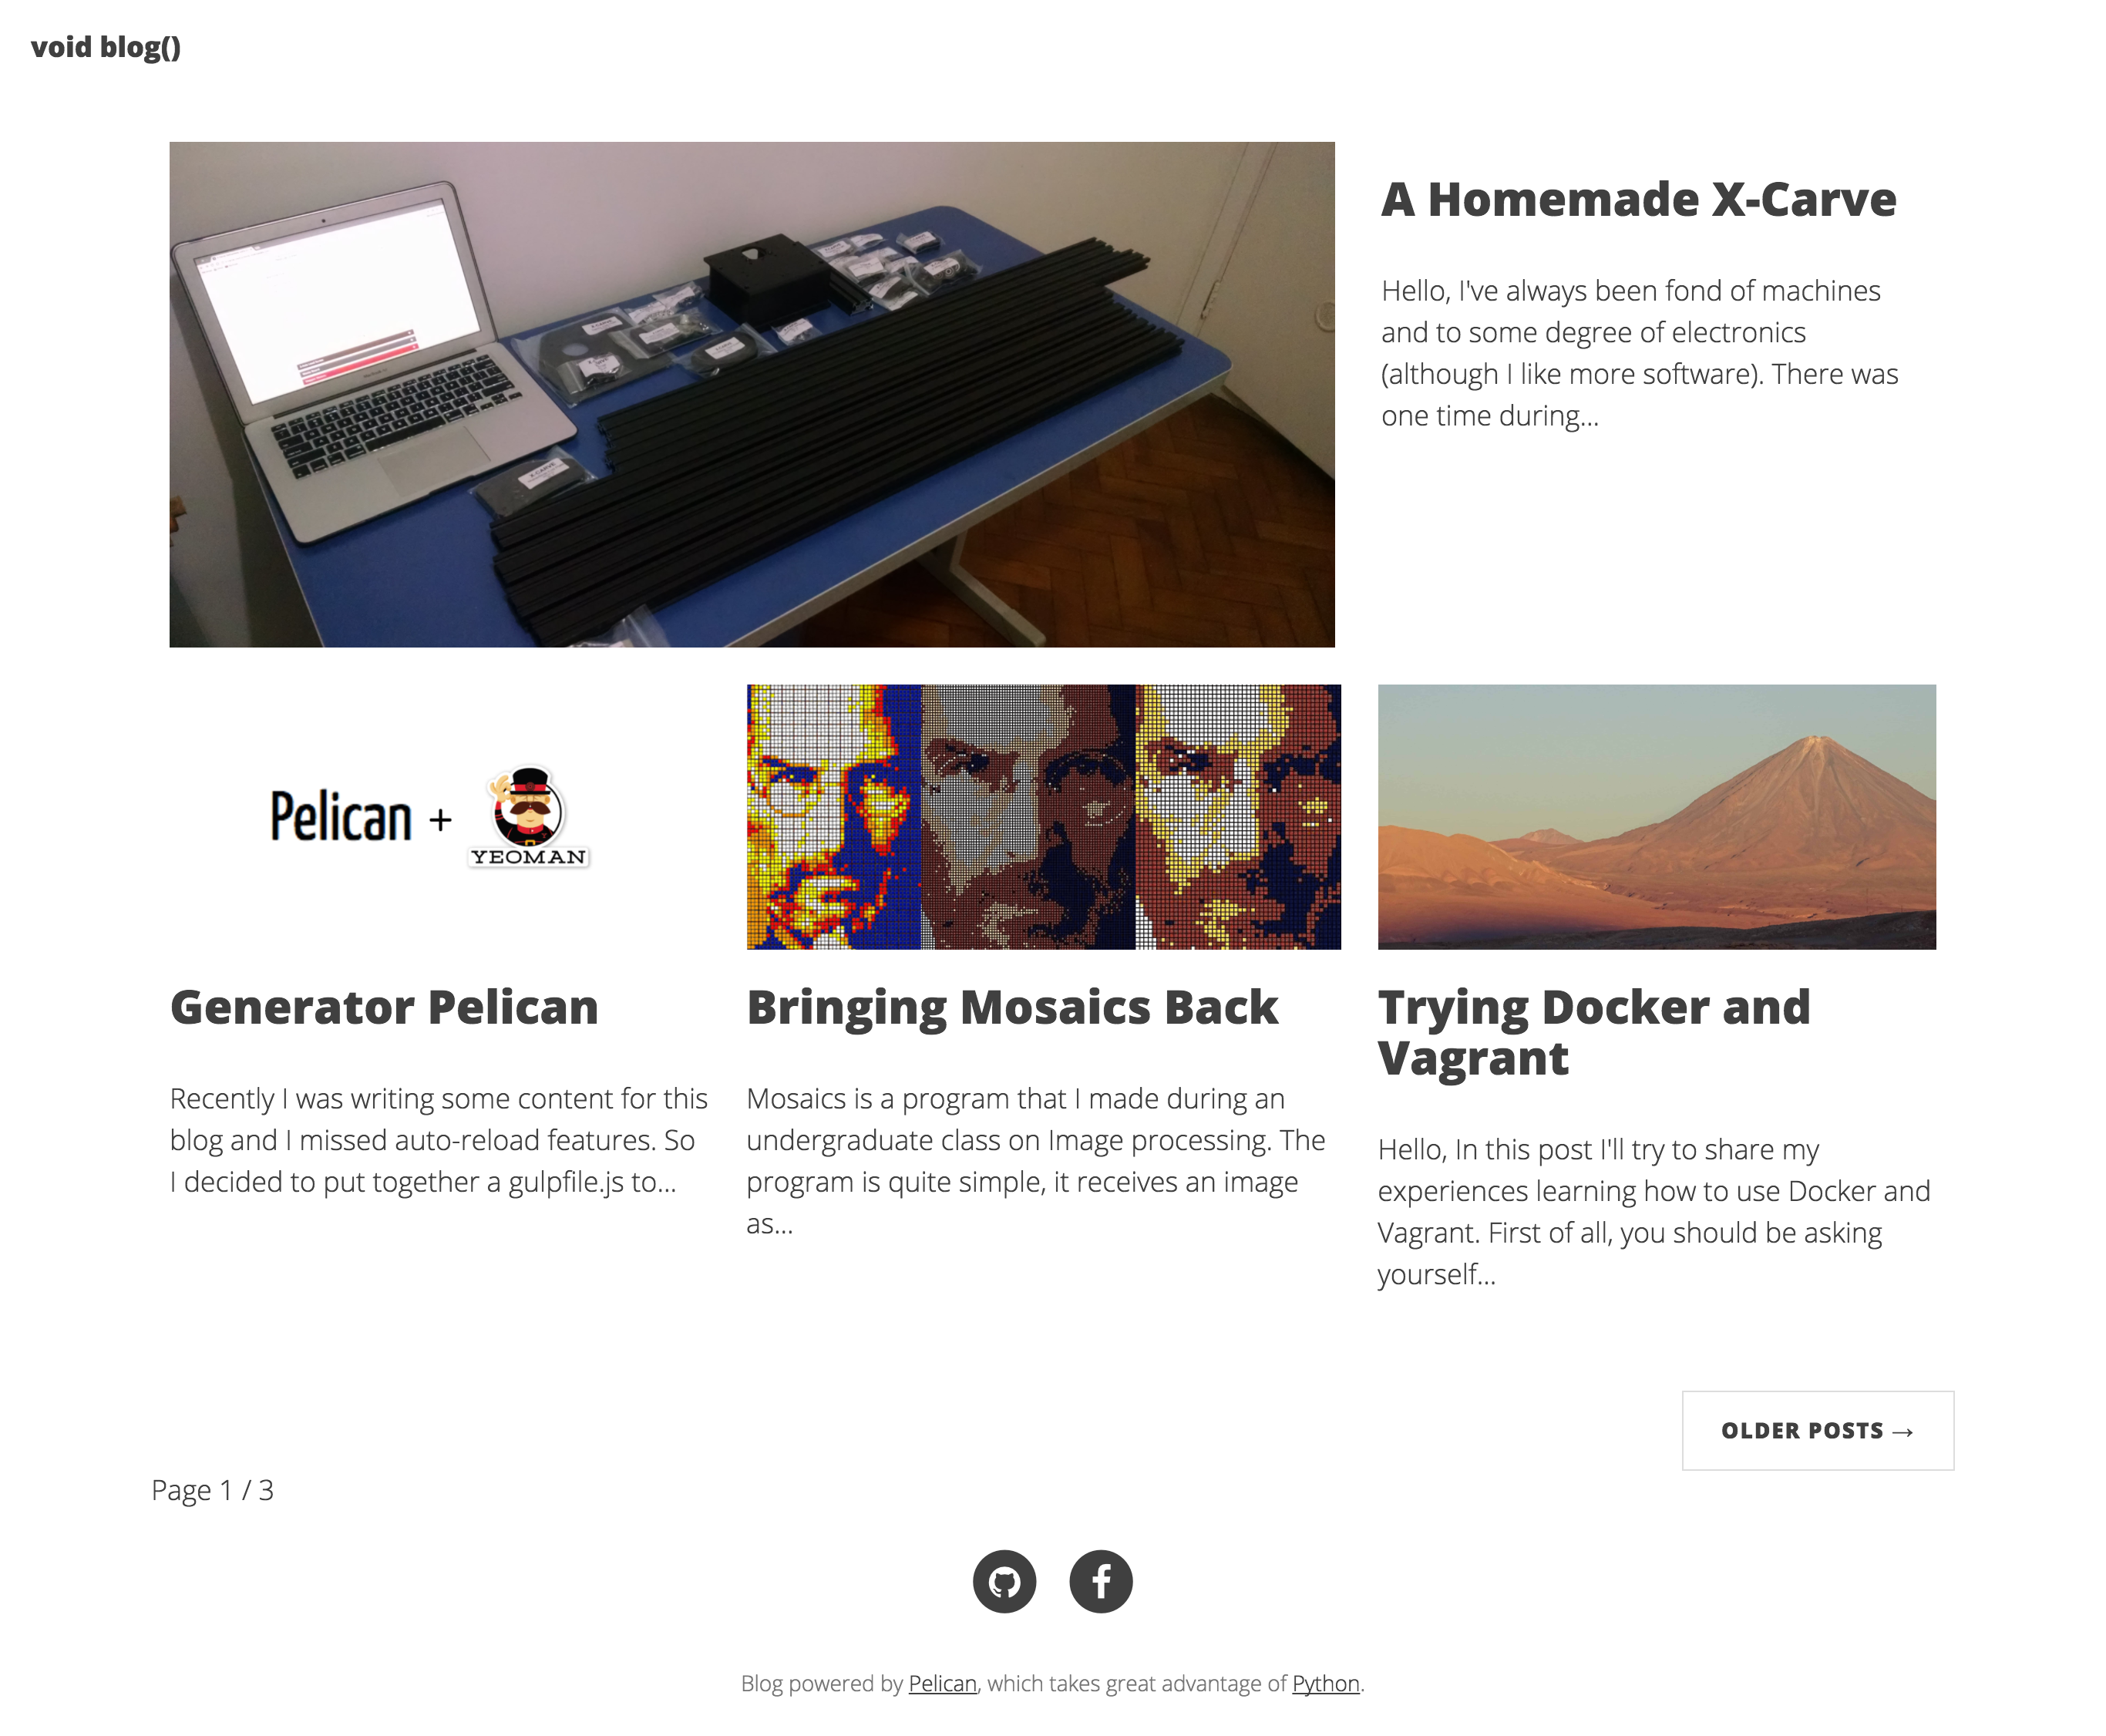 void blog()
A Homemade X-Carve
Hello, I've always been fond of machines
and to some degree of electronics
(although I like more software). There was
one time during...
Pelican +
YEOMAN
Generator Pelican
Recently I was writing some content for this
blog and I missed auto-reload features. So
I decided to put together a gulpfile.js to...
Bringing Mosaics Back
Mosaics is a program that I made during an
undergraduate class on Image processing. The
program is quite simple, it receives an image
as...
Trying Docker and
Vagrant
Hello, In this post I'll try to share my
experiences learning how to use Docker and
Vagrant. First of all, you should be asking
yourself...
OLDER POSTS →
Page 1 / 3
Blog powered by Pelican, which takes great advantage of Python.